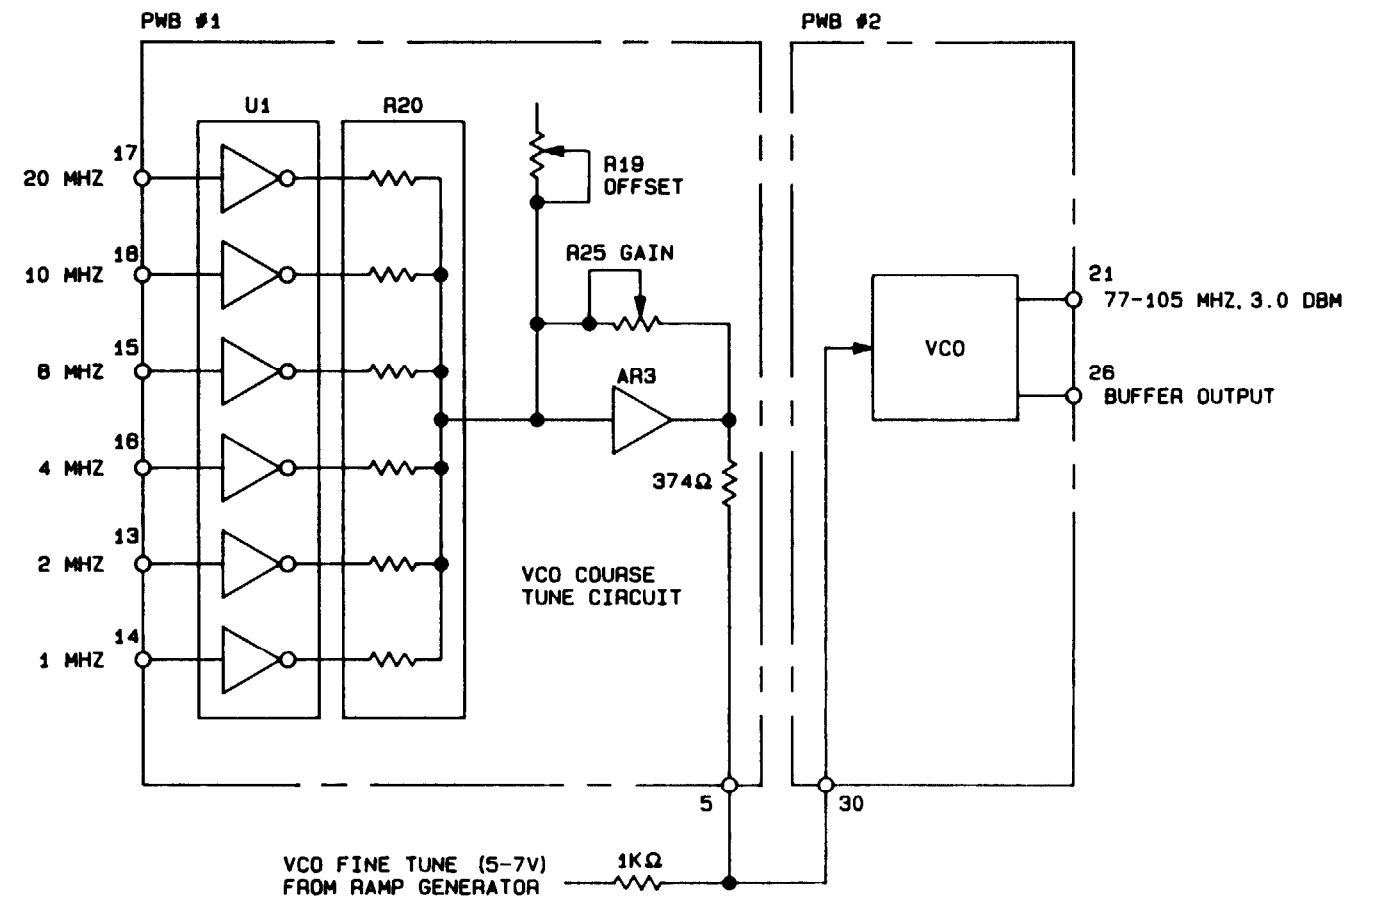 PWB #1
PWB #2
U1
R20
17
20 MHZ
R19
OFFSET
18
10 MHZ
R25 GAIN
21
77-105 MHZ, 3.0 DBM
15
8 MHZ
VCO
AR3
26
BUFFER OUTPUT
16
4 MHZ
374Ω
13
2 MHZ
VCO COURSE
TUNE CIRCUIT
14
1 MHZ
5
30
VCO FINE TUNE (5-7V)
FROM RAMP GENERATOR
1KΩ